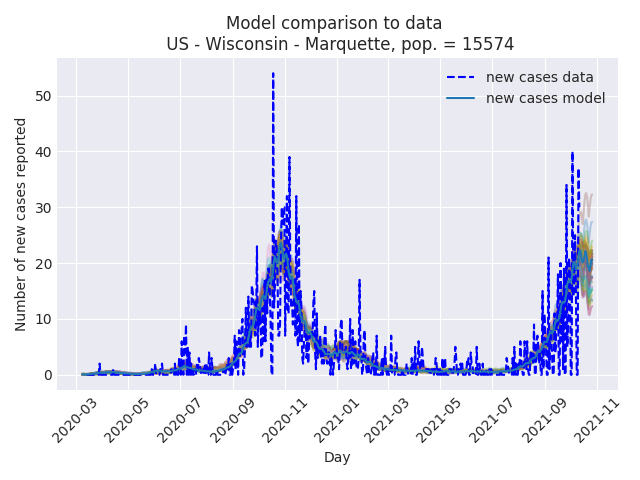 Model comparison to data
US - Wisconsin - Marquette, pop. = 15574
new cases data
new cases model
Number of new cases reported
50
40
30
20
10
0
2020-03
2020-05
2020-07
2020-09
2020-11
2021-01
2021-03
2021-05
2021-07
2021-09
2021-11
Day